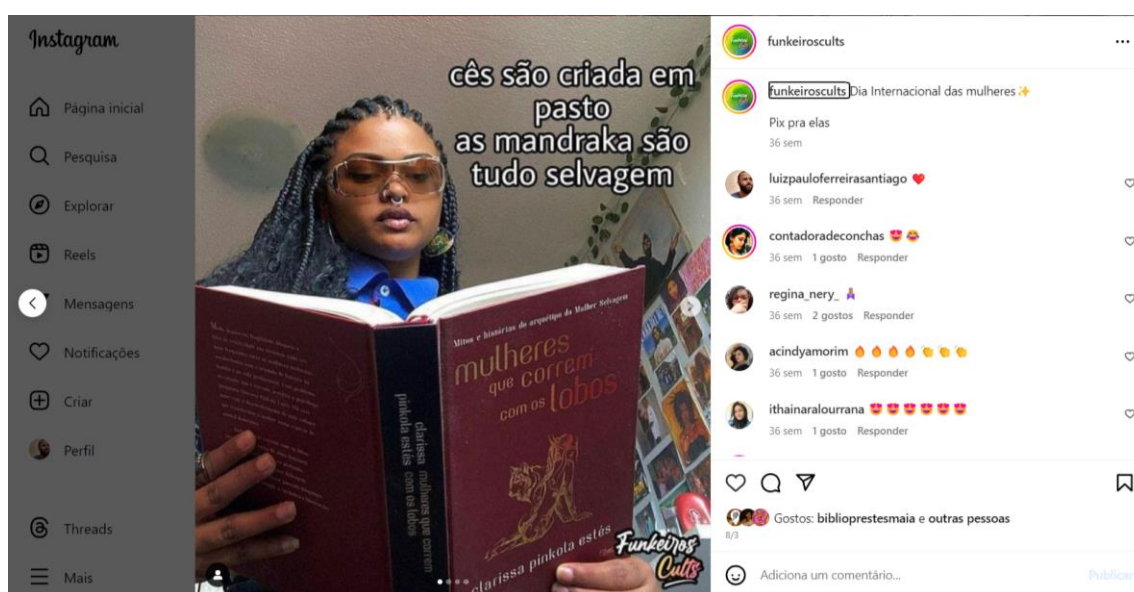 Instagram
Página inicial
Pesquisa
Explorar
Reels
Mensagens
Notificações
Criar
Perfil
Threads
Mais
cês são criada em
pasto
as mandraka são
tudo selvagem
Mitos e histórias do arquétipo da Mulher Selvagem
mulheres
que correm
com os lobos
clarissa pinkola estés
clarissa
pinkola estés
mulheres que correm
com os lobos
Funkeiros
Cults
funkeiroscults
funkeiroscults Dia Internacional das mulheres✨
Pix pra elas
36 sem
luizpauloferreirasantiago ❤️
36 sem Responder
contadoradeconchas 😍 😂
36 sem 1 gosto Responder
regina_nery_
36 sem 2 gostos Responder
acindyamorim 🔥 🔥 🔥 🔥 👏 👏 👏
36 sem 1 gosto Responder
ithainaralourrana 😍 😍 😍 😍 😍 😍
36 sem 1 gosto Responder
Gostos: biblioprestesmaia e outras pessoas
8/3
Adiciona um comentário...
Publicar